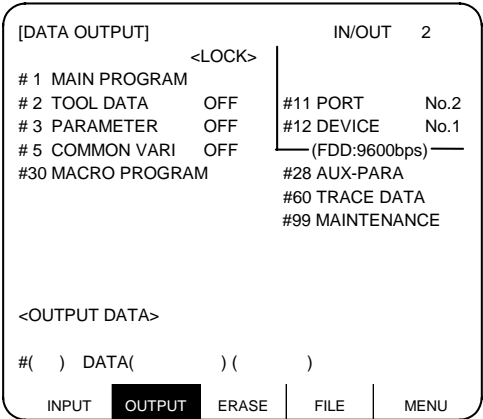 [DATA OUTPUT] IN/OUT 2
<LOCK>
# 1 MAIN PROGRAM
# 2 TOOL DATA OFF #11 PORT No.2
# 3 PARAMETER OFF #12 DEVICE No.1
# 5 COMMON VARI OFF (FDD:9600bps)
#30 MACRO PROGRAM #28 AUX-PARA
#60 TRACE DATA
#99 MAINTENANCE
<OUTPUT DATA>
#( ) DATA( ) ( )
INPUT OUTPUT ERASE FILE MENU